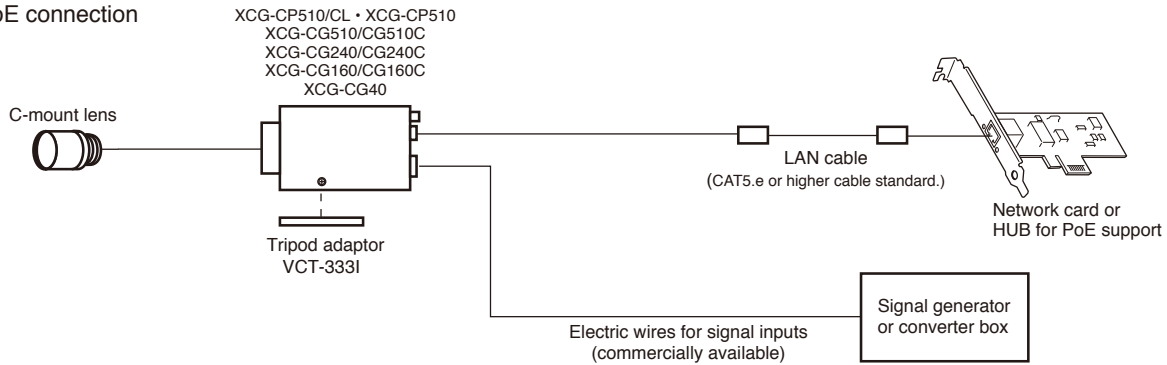 E connection
XCG-CP510/CL・XCG-CP510
XCG-CG510/CG510C
XCG-CG240/CG240C
XCG-CG160/CG160C
XCG-CG40
C-mount lens
Tripod adaptor
VCT-333I
LAN cable
(CAT5.e or higher cable standard.)
Network card or
HUB for PoE support
Signal generator
or converter box
Electric wires for signal inputs
(commercially available)